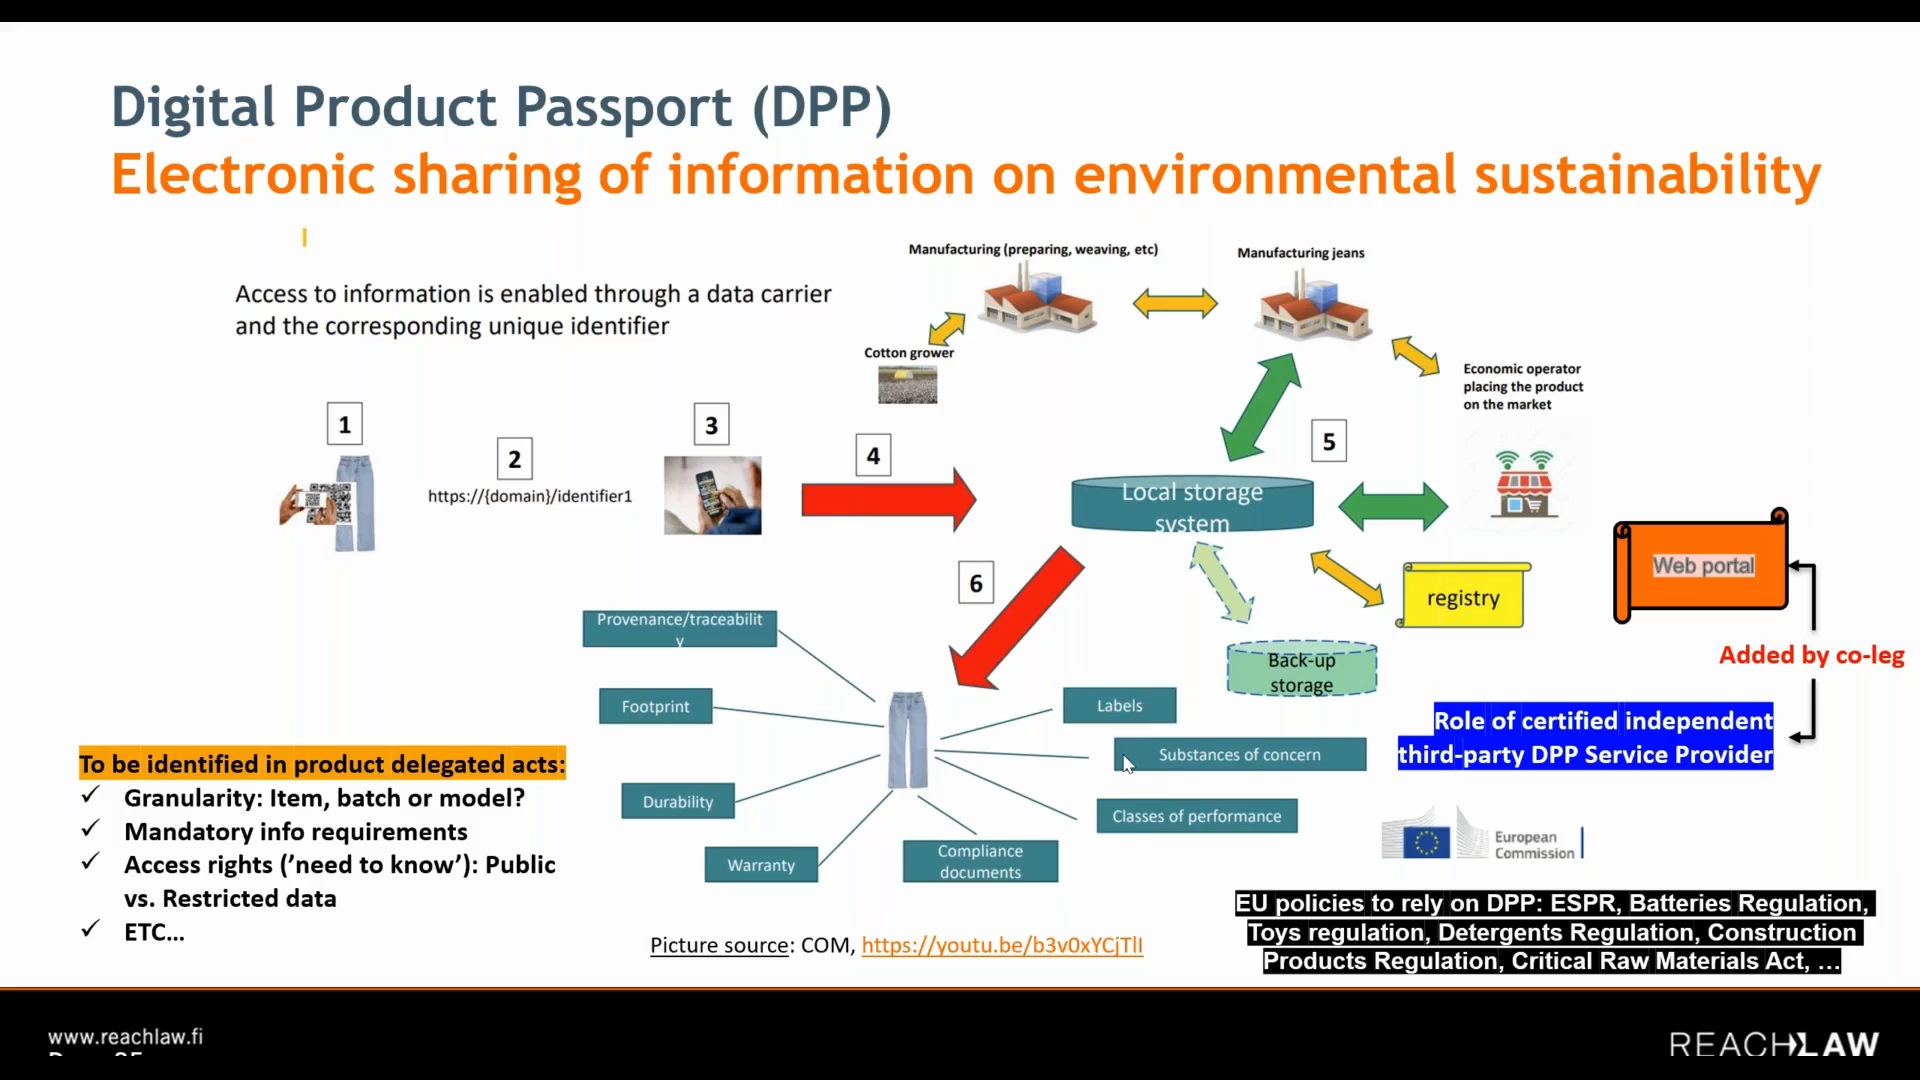 Digital Product Passport (DPP)
Electronic sharing of information on environmental sustainability
Access to information is enabled through a data carrier
and the corresponding unique identifier
Manufacturing (preparing, weaving, etc)
Manufacturing jeans
Cotton grower
Economic operator
placing the product
on the market
1
2
3
4
5
https://{domain}/identifier1
Local storage
system
Web portal
6
registry
Provenance/traceabilit
y
Added by co-leg
Back-up
storage
Footprint
Labels
Role of certified independent
third-party DPP Service Provider
Substances of concern
To be identified in product delegated acts:
✓ Granularity: Item, batch or model?
✓ Mandatory info requirements
✓ Access rights (’need to know’): Public
vs. Restricted data
✓ ETC…
Durability
Classes of performance
Warranty
Compliance
documents
European
Commission
EU policies to rely on DPP: ESPR, Batteries Regulation,
Toys regulation, Detergents Regulation, Construction
Products Regulation, Critical Raw Materials Act, …
Picture source: COM, https://youtu.be/b3v0xYCjTlI
www.reachlaw.fi
REACHLAW